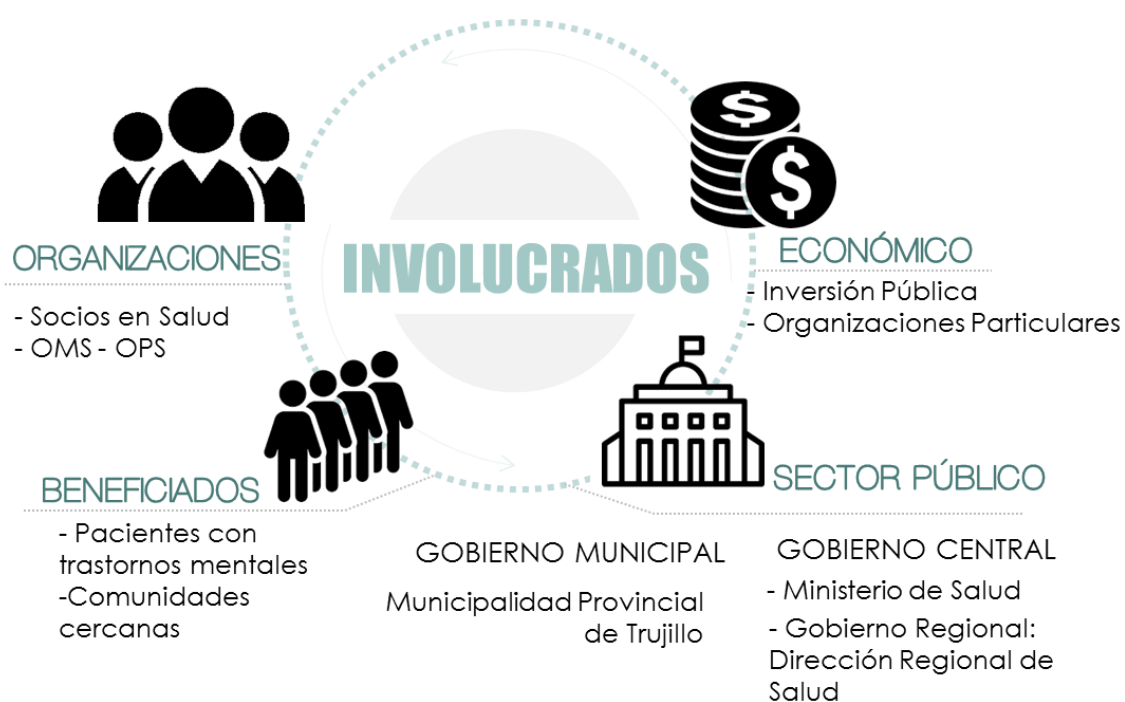 INVOLUCRADOS
ORGANIZACIONES
- Socios en Salud
- OMS - OPS
$
$
ECONÓMICO
- Inversión Pública
- Organizaciones Particulares
BENEFICIADOS
- Pacientes con
trastornos mentales
-Comunidades
cercanas
SECTOR PÚBLICO
GOBIERNO MUNICIPAL
Municipalidad Provincial
de Trujillo
GOBIERNO CENTRAL
- Ministerio de Salud
- Gobierno Regional:
Dirección Regional de
Salud